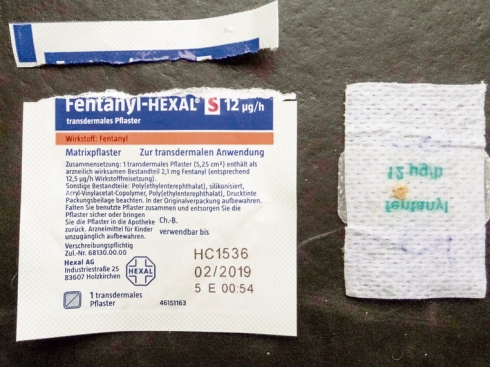 Fentanyl-HEXAL® S 12 µg/h
transdermales Pflaster
Wirkstoff: Fentanyl
Matrixpflaster Zur transdermalen Anwendung
Zusammensetzung: 1 transdermales Pflaster (5,25 cm²) enthält als
arzneilich wirksamen Bestandteil 2,1 mg Fentanyl (entsprechend
12,5 µg/h Wirkstofffreisetzung).
Sonstige Bestandteile: Poly(ethylenterephthalat), silikonisiert,
Acryl-Vinylacetat-Copolymer, Poly(ethylenterephthalat), Drucktinte
Packungsbeilage beachten. In der Originalverpackung aufbewahren.
Falten Sie benutzte Pflaster zusammen und entsorgen Sie die
Pflaster sicher oder bringen
Sie die Pflaster in die Apotheke
zurück. Arzneimittel für Kinder
unzugänglich aufbewahren.
Ch.-B.
verwendbar bis
Verschreibungspflichtig
Zul.-Nr. 68130.00.00
Hexal AG
Industriestraße 25
83607 Holzkirchen
HEXAL
HC1536
02/2019
5 E 00:54
1 transdermales
Pflaster
46151163
12 µg/h
fentanyl